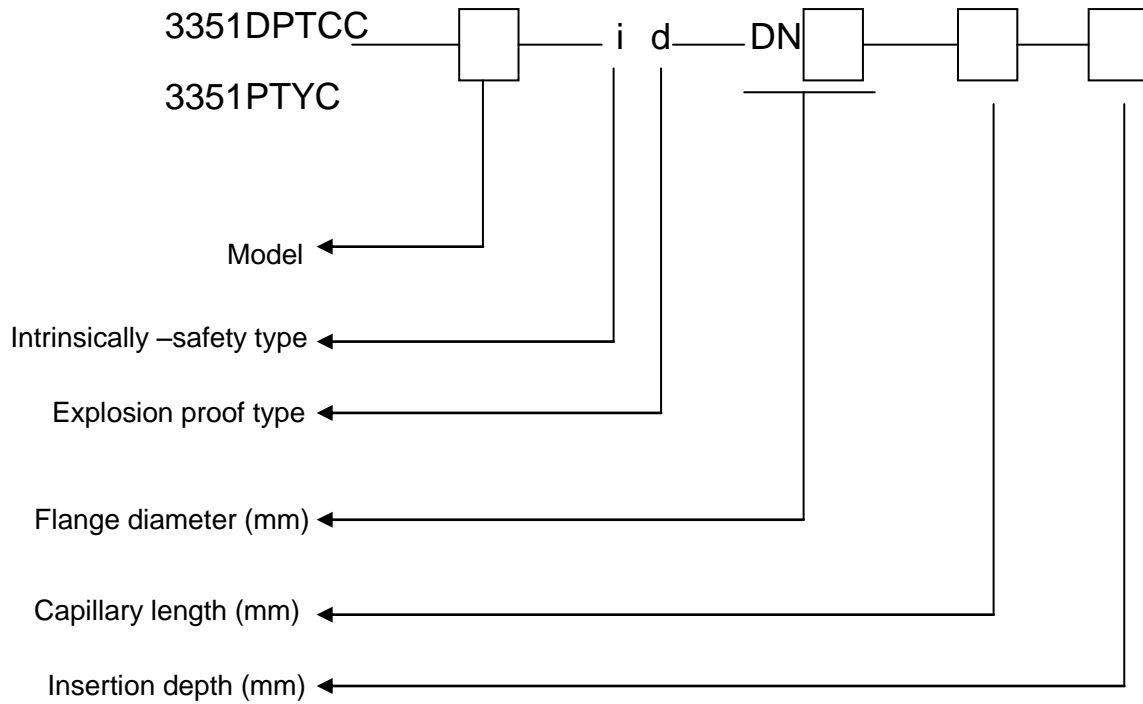 3351DPTCC i d DN
3351PTYC
Model
Intrinsically –safety type
Explosion proof type
Flange diameter (mm)
Capillary length (mm)
Insertion depth (mm)